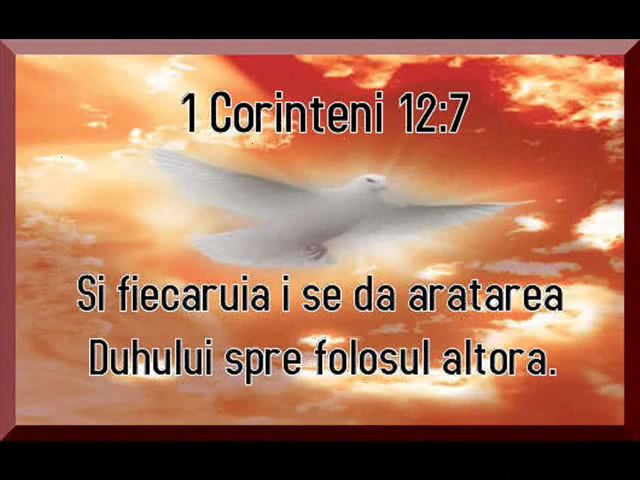 1 Corinteni 12:7
Si fiecaruia i se da aratarea
Duhului spre folosul altora.